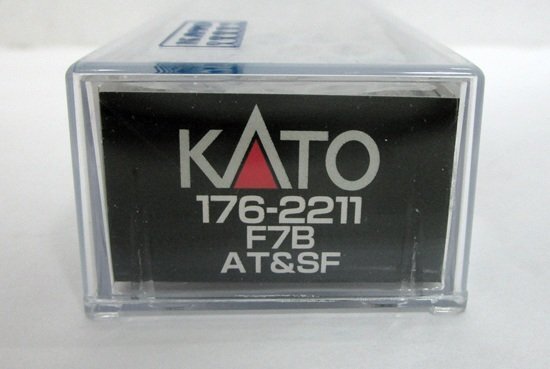 KATO
176-2211
F7B
AT&SF